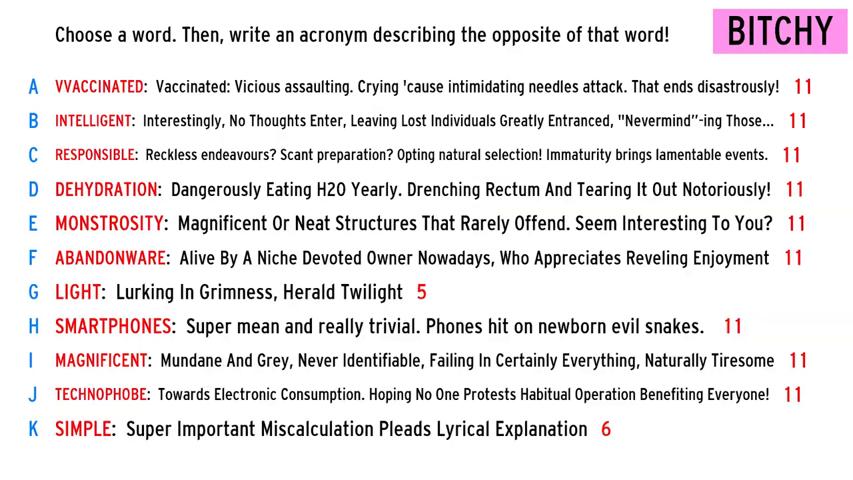 Choose a word. Then, write an acronym describing the opposite of that word!
BITCHY
A VVACCINATED: Vaccinated: Vicious assaulting. Crying 'cause intimidating needles attack. That ends disastrously! 11
B INTELLIGENT: Interestingly, No Thoughts Enter, Leaving Lost Individuals Greatly Entranced, "Nevermind"-ing Those... 11
C RESPONSIBLE: Reckless endeavours? Scant preparation? Opting natural selection! Immaturity brings lamentable events. 11
D DEHYDRATION: Dangerously Eating H20 Yearly. Drenching Rectum And Tearing It Out Notoriously! 11
E MONSTROSITY: Magnificent Or Neat Structures That Rarely Offend. Seem Interesting To You? 11
F ABANDONWARE: Alive By A Niche Devoted Owner Nowadays, Who Appreciates Reveling Enjoyment 11
G LIGHT: Lurking In Grimness, Herald Twilight 5
H SMARTPHONES: Super mean and really trivial. Phones hit on newborn evil snakes. 11
I MAGNIFICENT: Mundane And Grey, Never Identifiable, Failing In Certainly Everything, Naturally Tiresome 11
J TECHNOPHOBE: Towards Electronic Consumption. Hoping No One Protests Habitual Operation Benefiting Everyone! 11
K SIMPLE: Super Important Miscalculation Pleads Lyrical Explanation 6